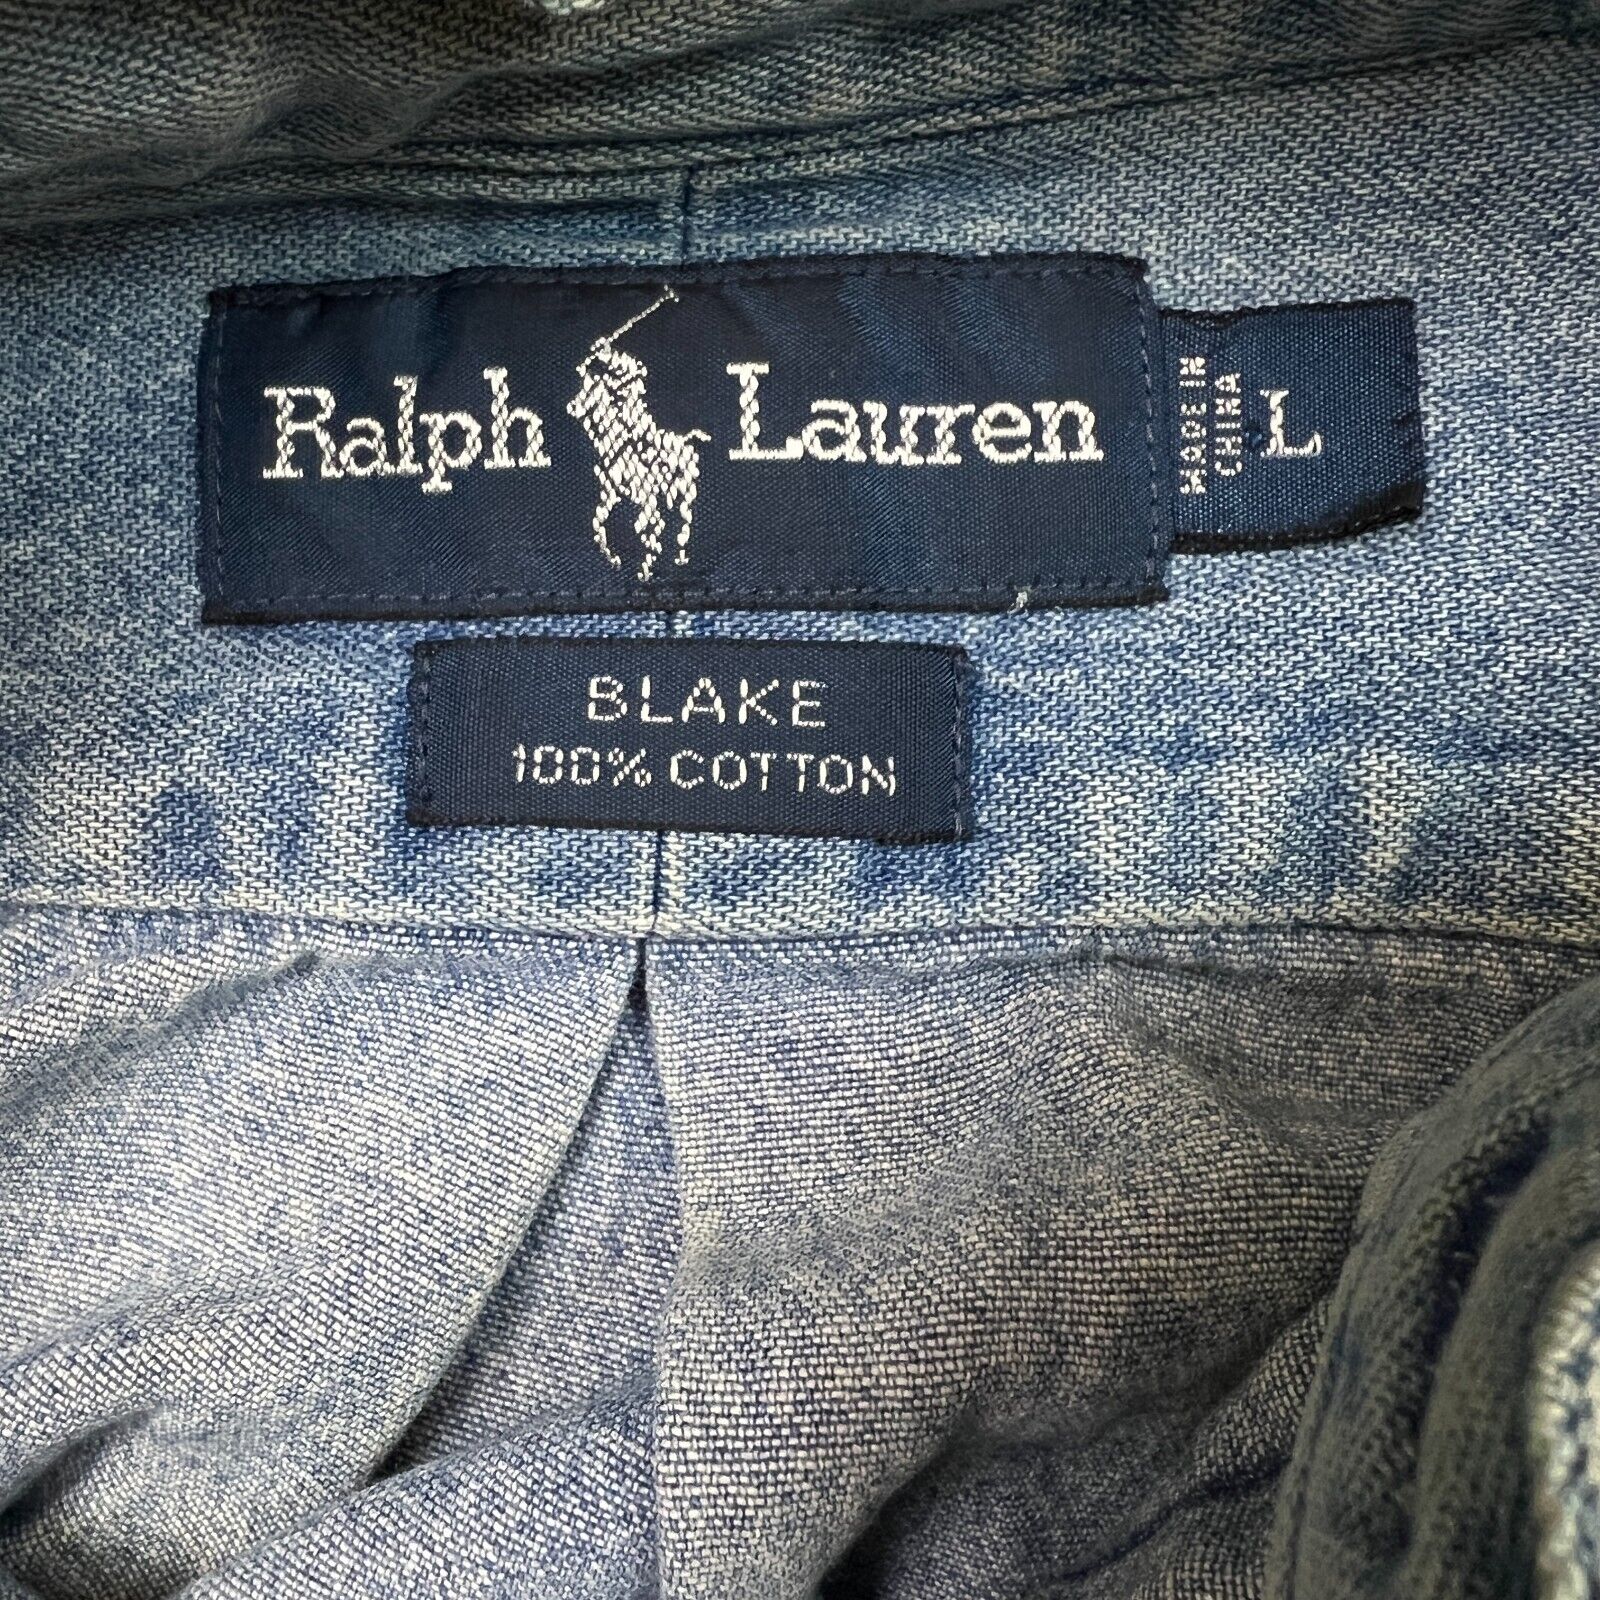 Ralph Lauren
MADE IN
CHINA
L
BLAKE
100% COTTON